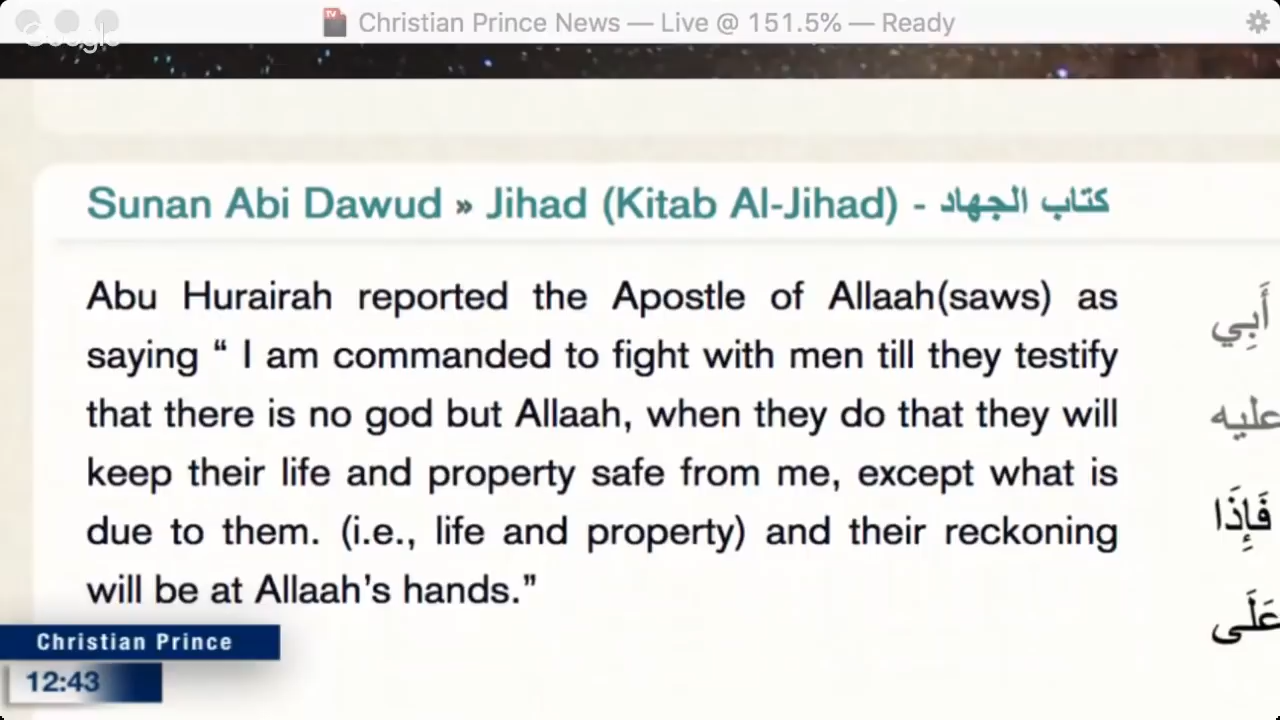 Christian Prince News — Live @ 151.5% — Ready
Google
Sunan Abi Dawud » Jihad (Kitab Al-Jihad) - كتاب الجهاد
Abu Hurairah reported the Apostle of Allaah(saws) as
saying “ I am commanded to fight with men till they testify
that there is no god but Allaah, when they do that they will
keep their life and property safe from me, except what is
due to them. (i.e., life and property) and their reckoning
will be at Allaah’s hands.”
أَبِي
عليه
فَإِذَا
عَلَى
Christian Prince
12:43